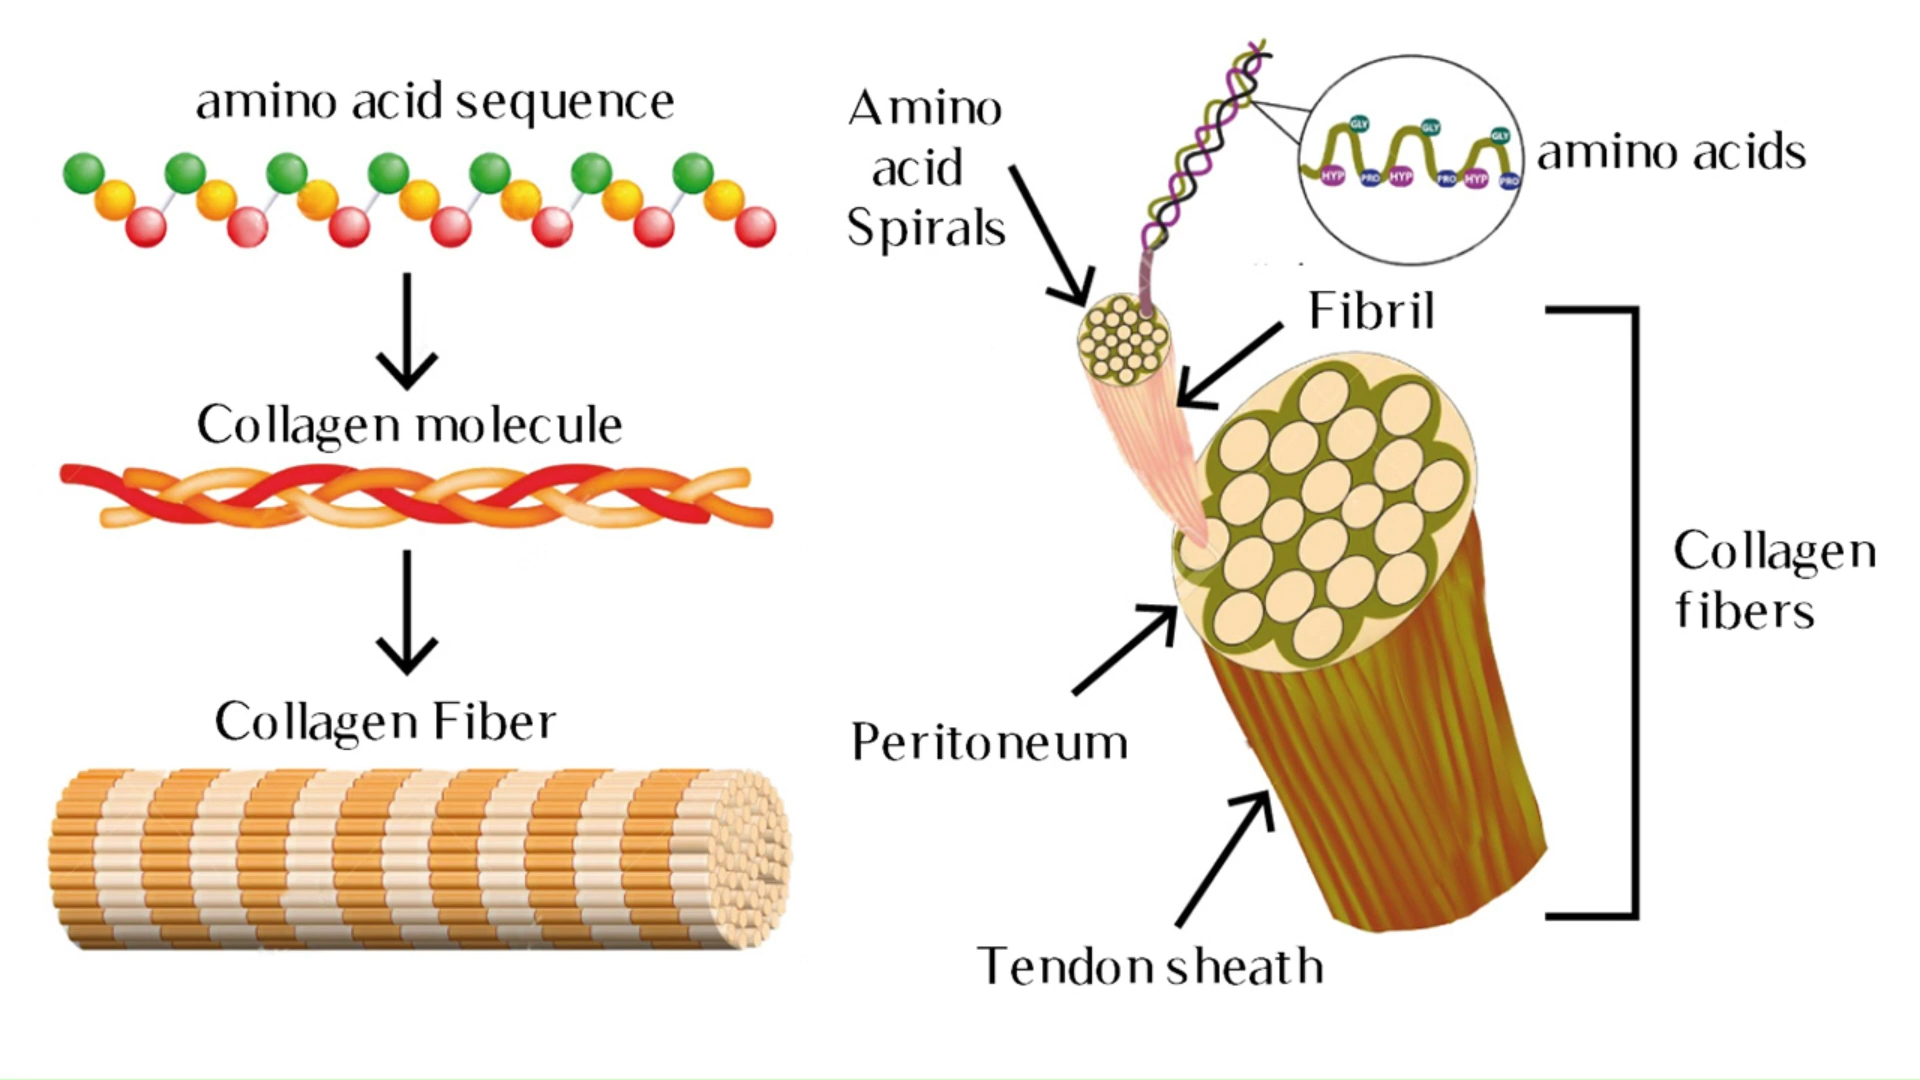 amino acid sequence
Collagen molecule
Collagen Fiber
Amino
acid
Spirals
GLY
GLY
GLY
HYP
PRO
HYP
PRO
HYP
PRO
amino acids
Fibril
Collagen
fibers
Peritoneum
Tendon sheath